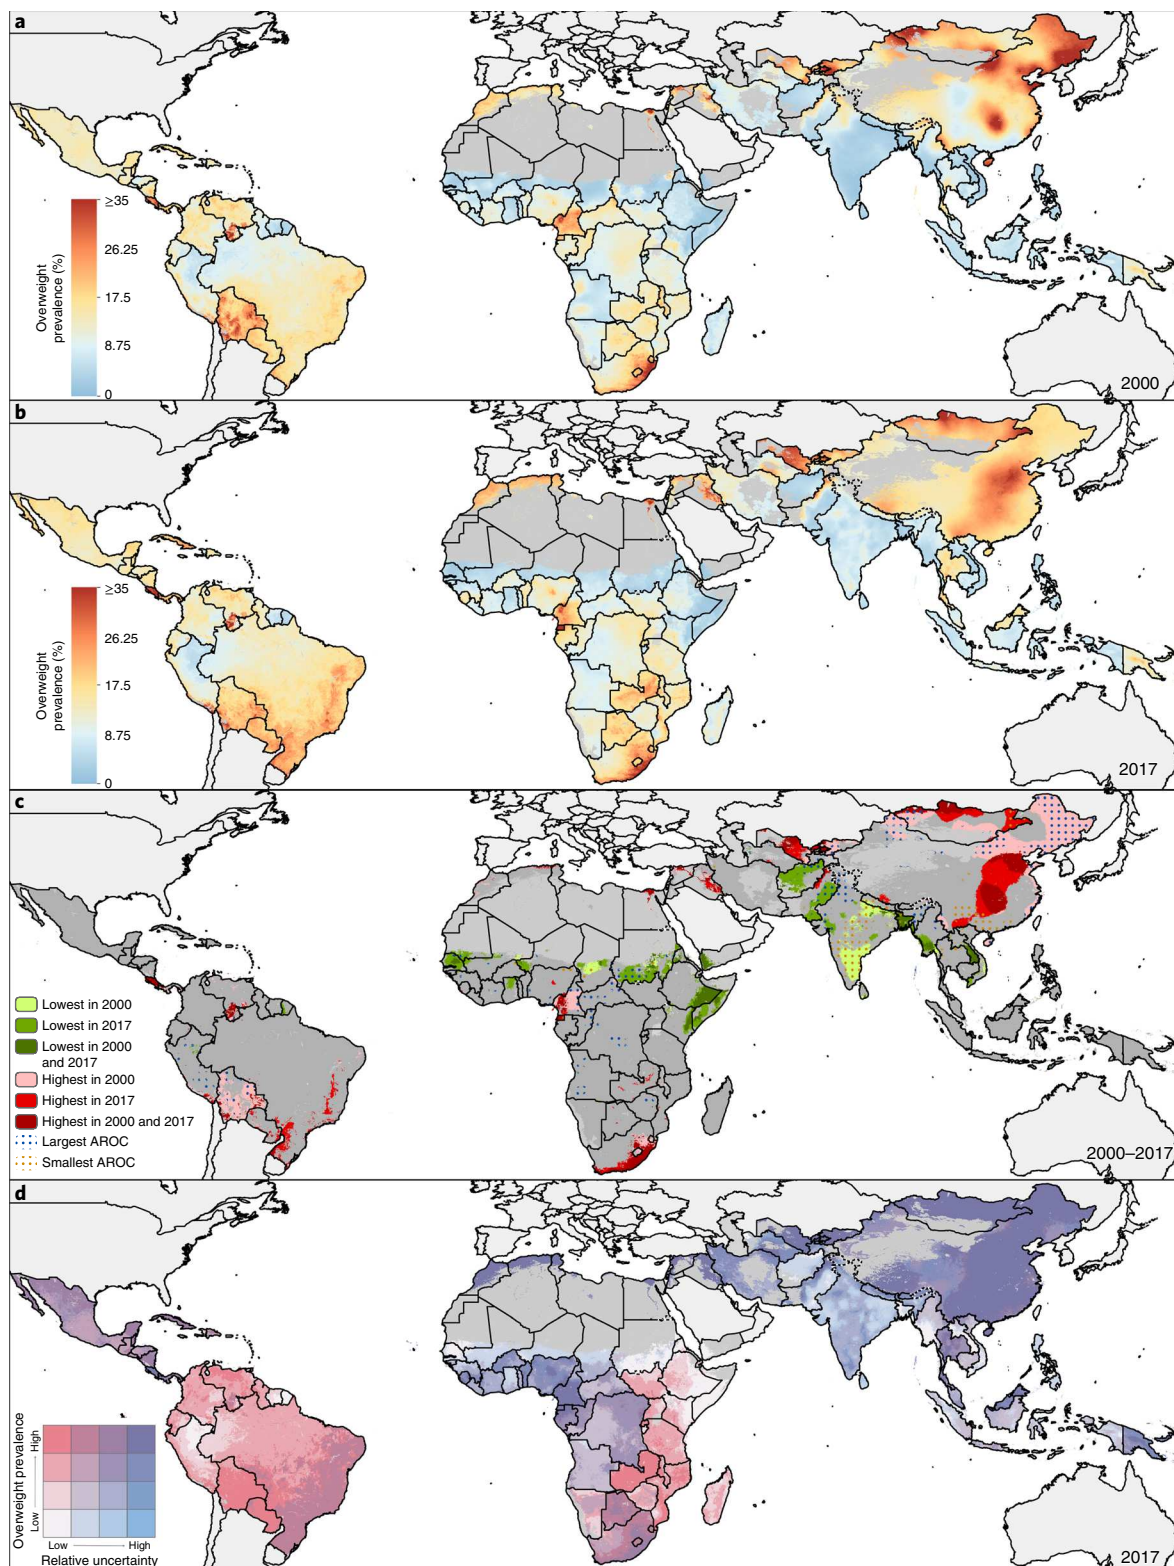 a
≥35
26.25
17.5
8.75
0
Overweight
prevalence (%)
2000
b
≥35
26.25
17.5
8.75
0
Overweight
prevalence (%)
2017
c
Lowest in 2000
Lowest in 2017
Lowest in 2000
and 2017
Highest in 2000
Highest in 2017
Highest in 2000 and 2017
Largest AROC
Smallest AROC
2000–2017
d
Overweight prevalence
High
Low
Low
High
Relative uncertainty
2017